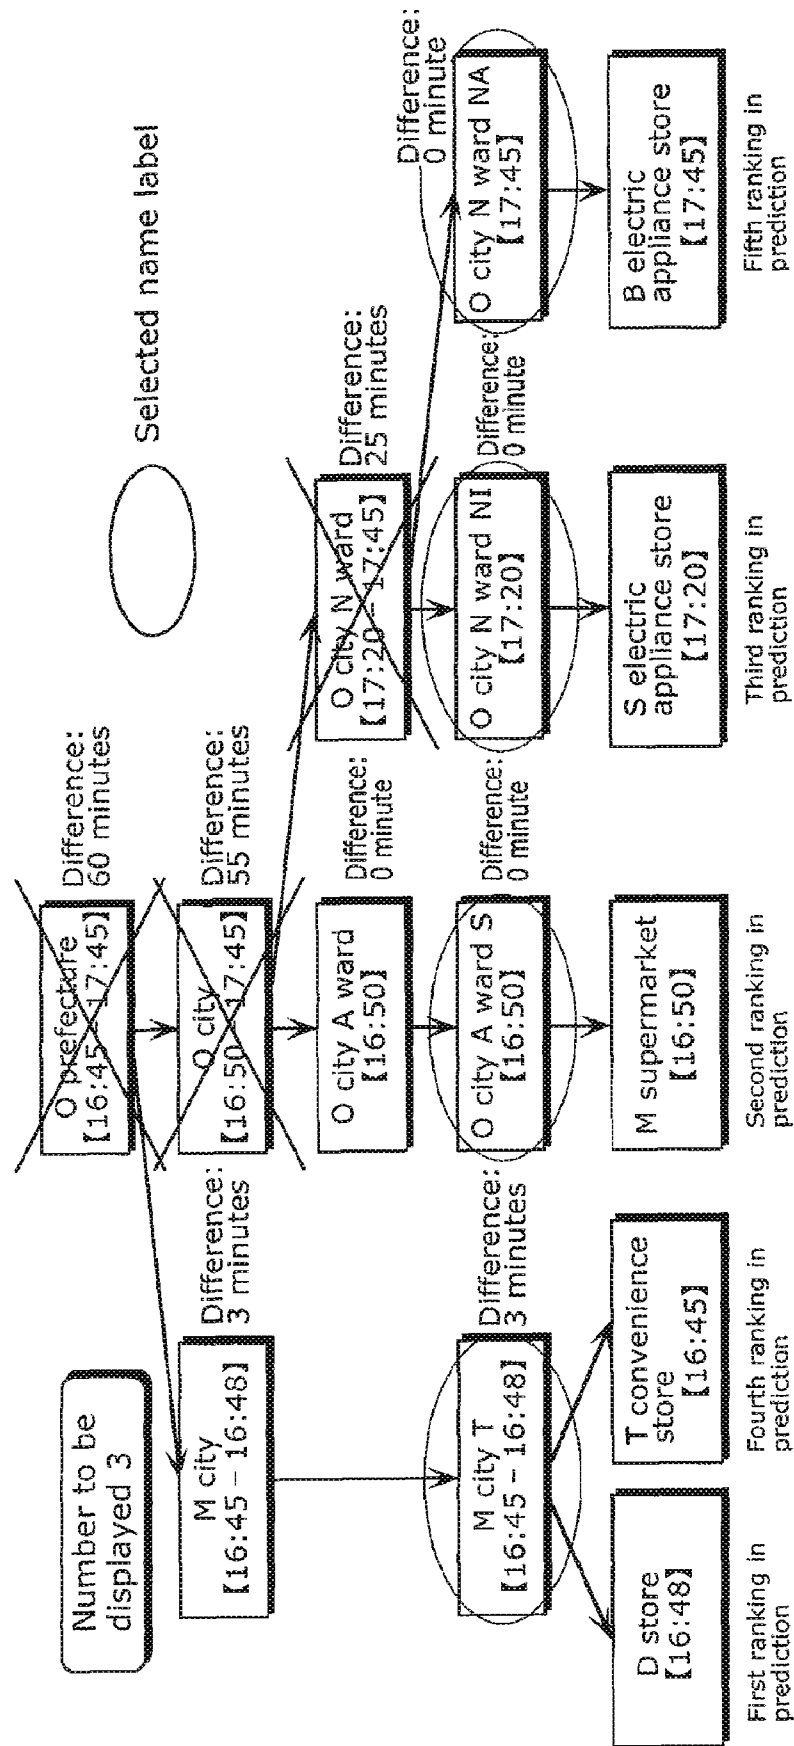 Number to be
displayed 3
Selected name label
O prefecture
【16:45 – 17:45】
Difference:
60 minutes
M city
【16:45 – 16:48】
Difference:
3 minutes
O city
【16:50 – 17:45】
Difference:
55 minutes
O city A ward
【16:50】
Difference:
0 minute
O city N ward
【17:20 – 17:45】
Difference:
25 minutes
M city T
【16:45 – 16:48】
Difference:
3 minutes
O city A ward S
【16:50】
Difference:
0 minute
O city N ward NI
【17:20】
Difference:
0 minute
O city N ward NA
【17:45】
Difference:
0 minute
D store
【16:48】
T convenience
store
【16:45】
M supermarket
【16:50】
S electric
appliance store
【17:20】
B electric
appliance store
【17:45】
First ranking in
prediction
Fourth ranking in
prediction
Second ranking in
prediction
Third ranking in
prediction
Fifth ranking in
prediction